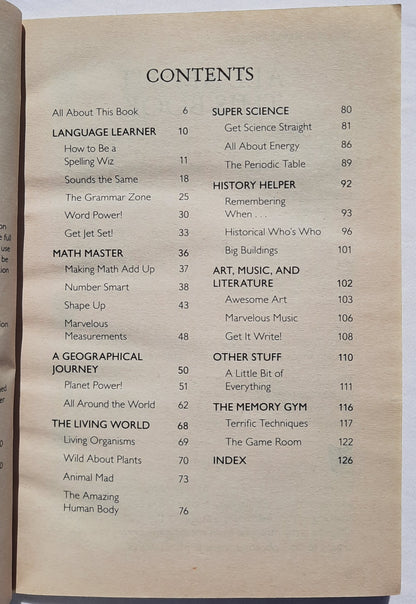 CONTENTS
All About This Book 6
LANGUAGE LEARNER 10
How to Be a
Spelling Wiz 11
Sounds the Same 18
The Grammar Zone 25
Word Power! 30
Get Jet Set! 33
MATH MASTER 36
Making Math Add Up 37
Number Smart 38
Shape Up 43
Marvelous
Measurements 48
A GEOGRAPHICAL
JOURNEY 50
Planet Power! 51
All Around the World 62
THE LIVING WORLD 68
Living Organisms 69
Wild About Plants 70
Animal Mad 73
The Amazing
Human Body 76
SUPER SCIENCE 80
Get Science Straight 81
All About Energy 86
The Periodic Table 89
HISTORY HELPER 92
Remembering
When . . . 93
Historical Who's Who 96
Big Buildings 101
ART, MUSIC, AND
LITERATURE 102
Awesome Art 103
Marvelous Music 106
Get It Write! 108
OTHER STUFF 110
A Little Bit of
Everything 111
THE MEMORY GYM 116
Terrific Techniques 117
The Game Room 122
INDEX 126